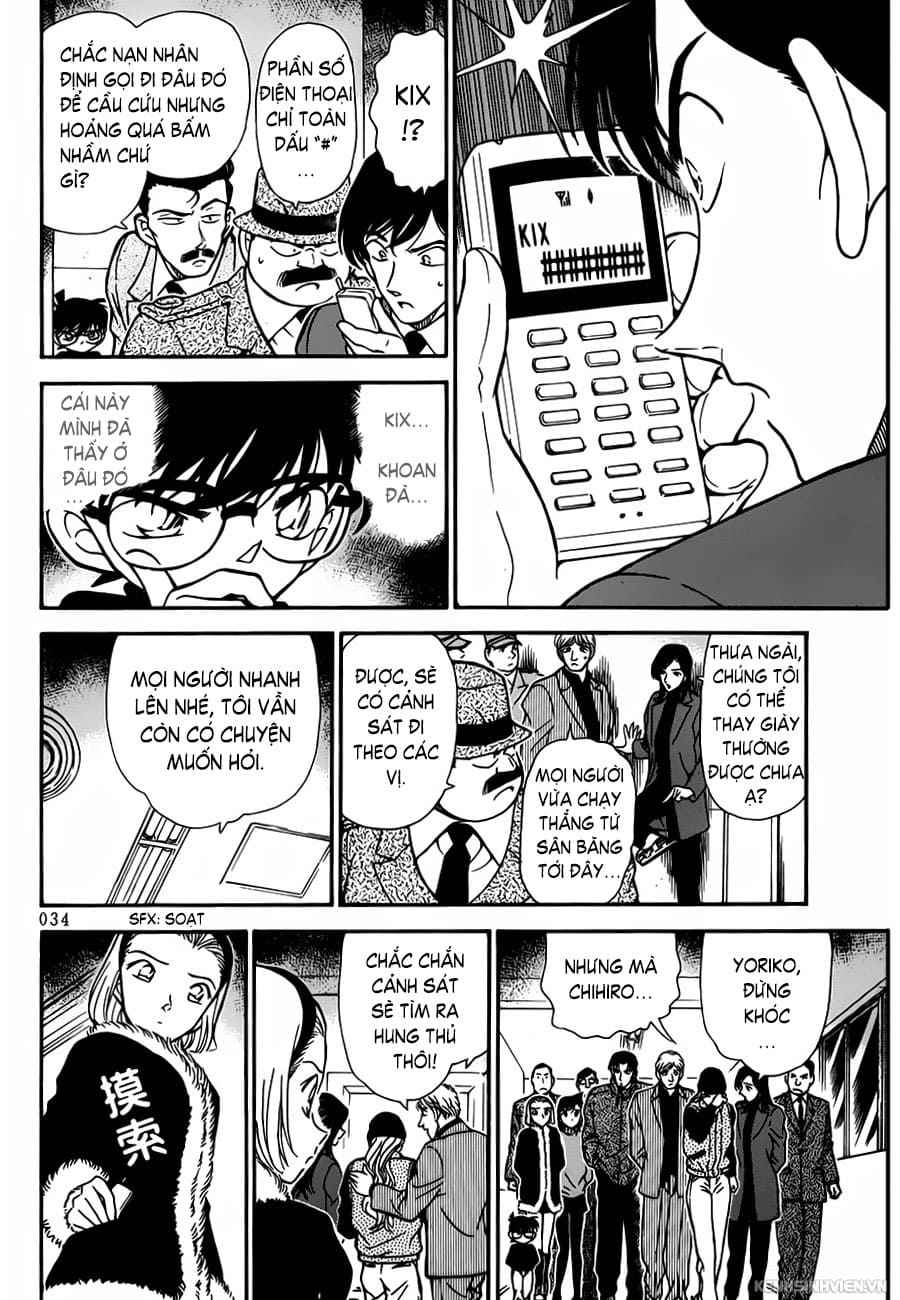 KIX
KIX
!?
PHẦN SỐ
ĐIỆN THOẠI
CHỈ TOÀN
DẤU "#"
...
CHẮC NẠN NHÂN
ĐỊNH GỌI ĐI ĐÂU ĐÓ
ĐỂ CẦU CỨU NHƯNG
HOẢNG QUÁ BẤM
NHẦM CHỨ
GÌ?
KIX...
KHOAN
ĐÃ...
CÁI NÀY
MÌNH ĐÃ
THẤY Ở
ĐÂU ĐÓ
...
THƯA NGÀI,
CHÚNG TÔI
CÓ THỂ
THAY GIÀY
THƯỜNG
ĐƯỢC CHƯA
Ạ?
MỌI NGƯỜI
VỪA CHẠY
THẲNG TỪ
SÂN BĂNG
TỚI ĐÂY...
ĐƯỢC, SẼ
CÓ CẢNH
SÁT ĐI
THEO CÁC
VỊ.
MỌI NGƯỜI NHANH
LÊN NHÉ, TÔI VẪN
CÒN CÓ CHUYỆN
MUỐN HỎI.
034
SFX: SOẠT
YORIKO,
ĐỪNG
KHÓC
...
NHƯNG MÀ
CHIHIRO...
CHẮC CHẮN
CẢNH SÁT
SẼ TÌM RA
HUNG THỦ
THÔI!
摸索
KENHSINHVIEN.VN